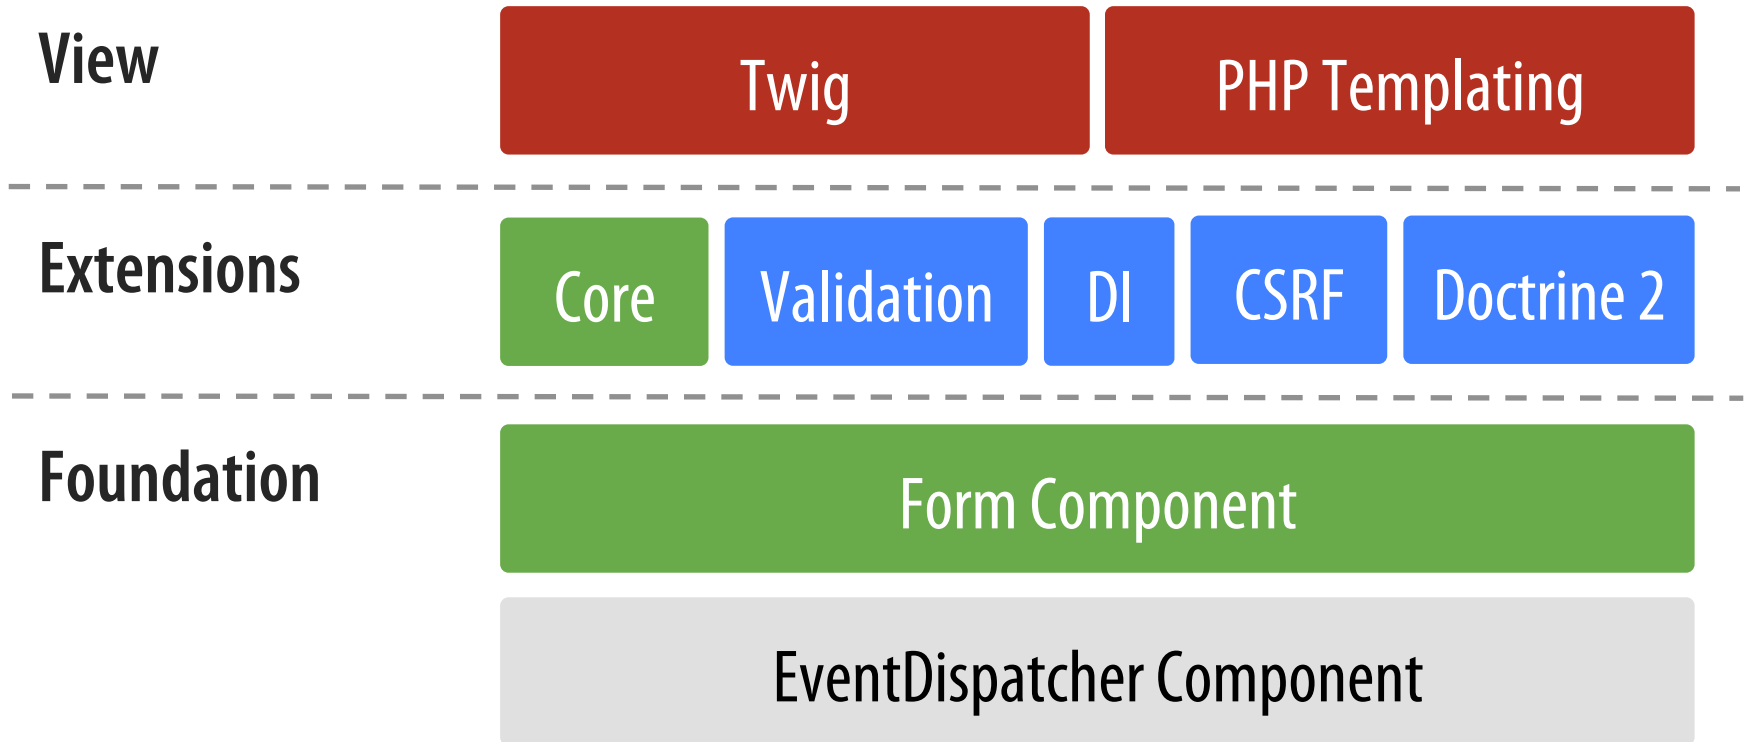 View
Twig
PHP Templating
Extensions
Core
Validation
DI
CSRF
Doctrine 2
Foundation
Form Component
EventDispatcher Component